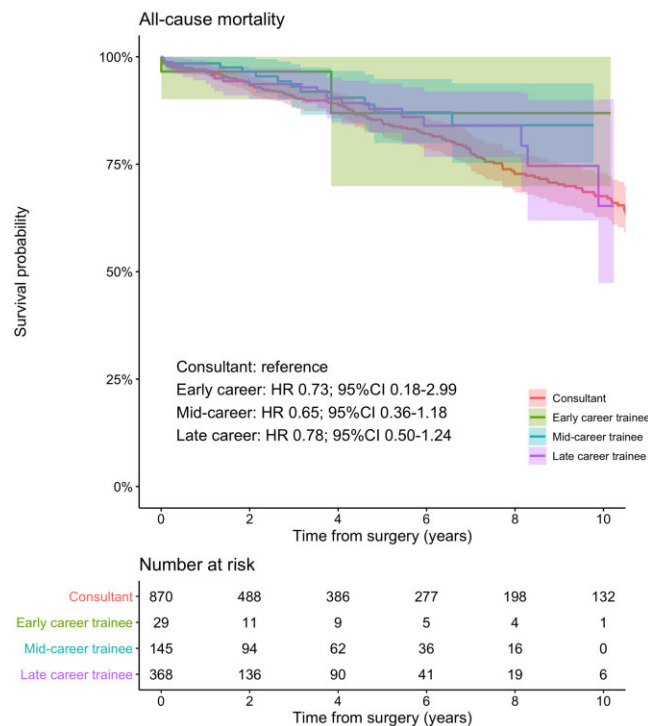 All-cause mortality
100%
75%
50%
25%
0%
Survival probability
Consultant: reference
Early career: HR 0.73; 95%CI 0.18-2.99
Mid-career: HR 0.65; 95%CI 0.36-1.18
Late career: HR 0.78; 95%CI 0.50-1.24
Consultant
Early career trainee
Mid-career trainee
Late career trainee
0 2 4 6 8 10
Time from surgery (years)
Number at risk
Consultant 870 488 386 277 198 132
Early career trainee 29 11 9 5 4 1
Mid-career trainee 145 94 62 36 16 0
Late career trainee 368 136 90 41 19 6
0 2 4 6 8 10
Time from surgery (years)